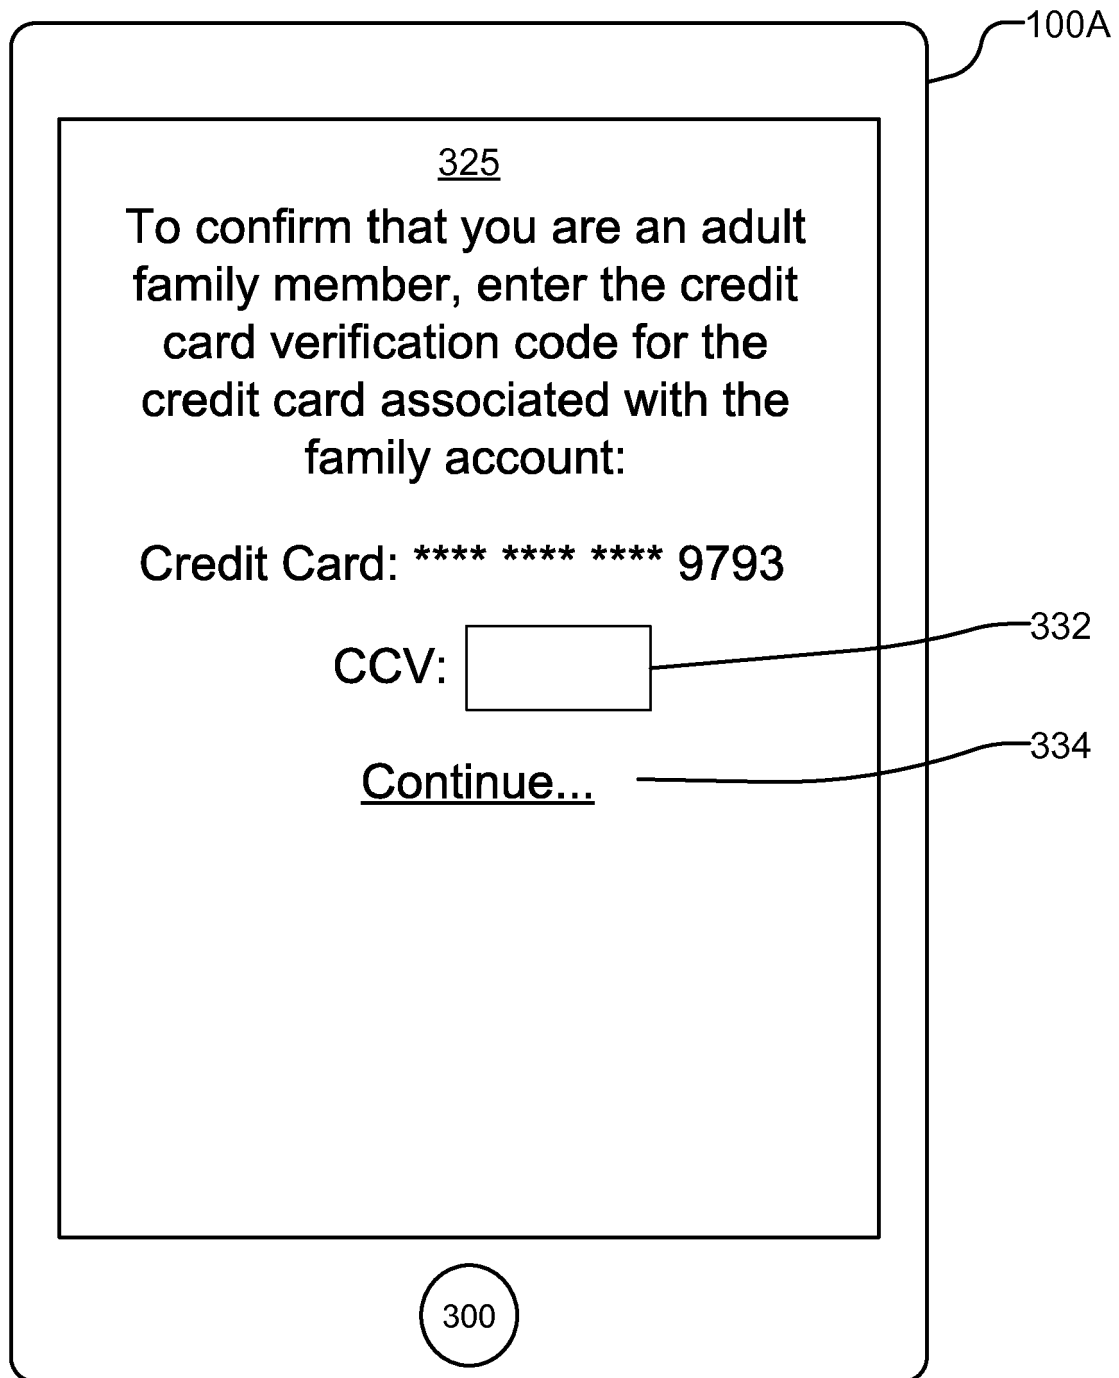 100A
325
To confirm that you are an adult
family member, enter the credit
card verification code for the
credit card associated with the
family account:
Credit Card: **** **** **** 9793
332
CCV:
334
Continue...
300